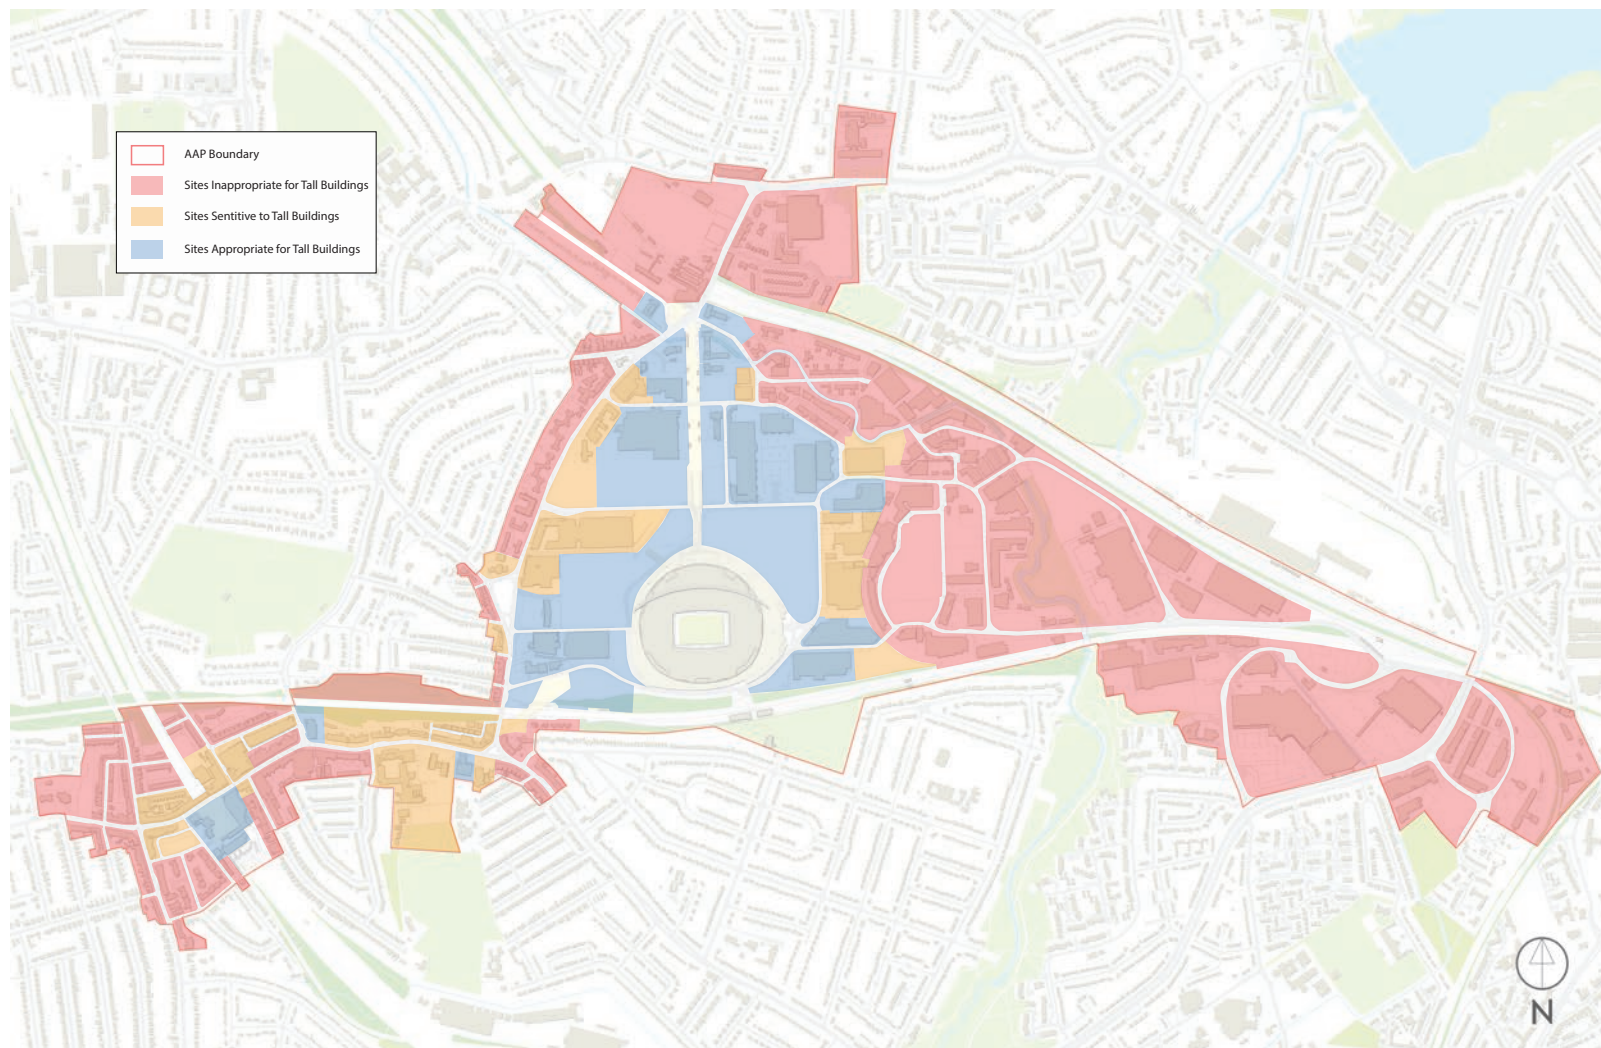 AAP Boundary
Sites Inappropriate for Tall Buildings
Sites Sentitive to Tall Buildings
Sites Appropriate for Tall Buildings
N